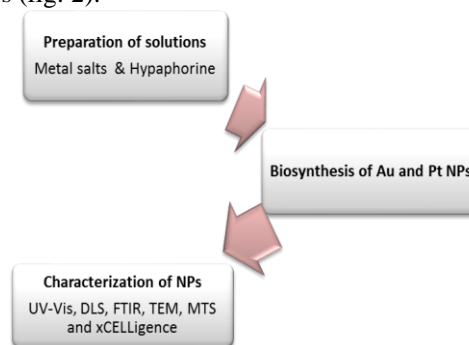 s (fig. 2).
Preparation of solutions
Metal salts & Hypaphorine
Biosynthesis of Au and Pt NPs
Characterization of NPs
UV-Vis, DLS, FTIR, TEM, MTS
and xCELLigence